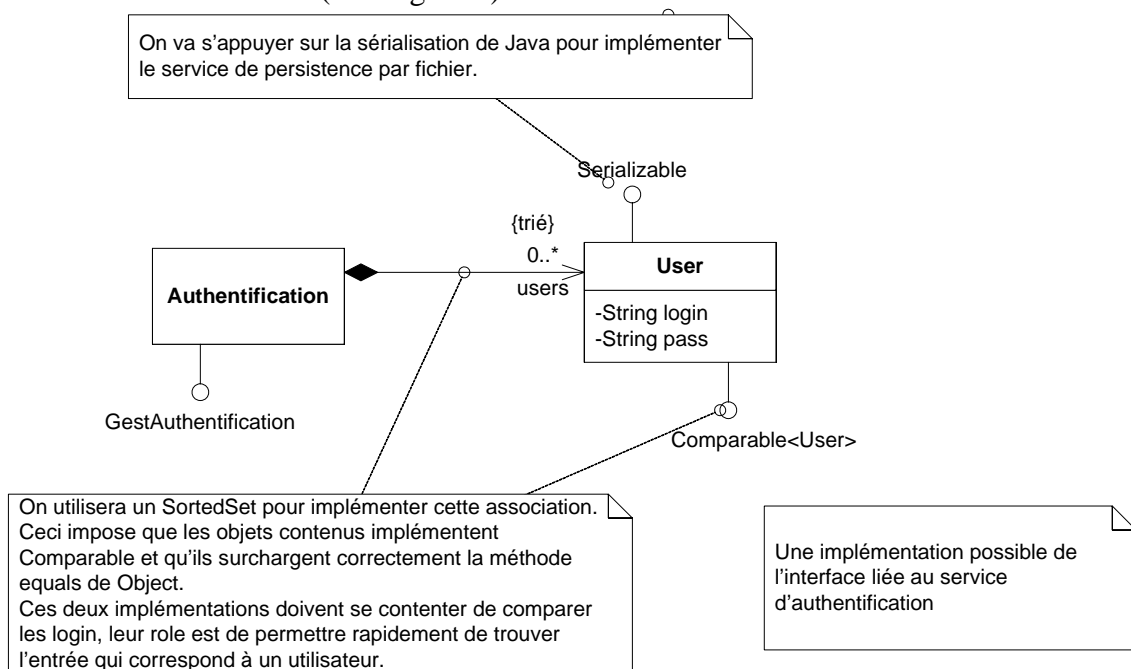 On va s'appuyer sur la sérialisation de Java pour implémenter
le service de persistence par fichier.
Serializable
{trié}
0..*
users
Authentification
User
-String login
-String pass
GestAuthentification
Comparable<User>
On utilisera un SortedSet pour implémenter cette association.
Ceci impose que les objets contenus implémentent
Comparable et qu'ils surchargent correctement la méthode
equals de Object.
Ces deux implémentations doivent se contenter de comparer
les login, leur role est de permettre rapidement de trouver
l'entrée qui correspond à un utilisateur.
Une implémentation possible de
l'interface liée au service
d'authentification